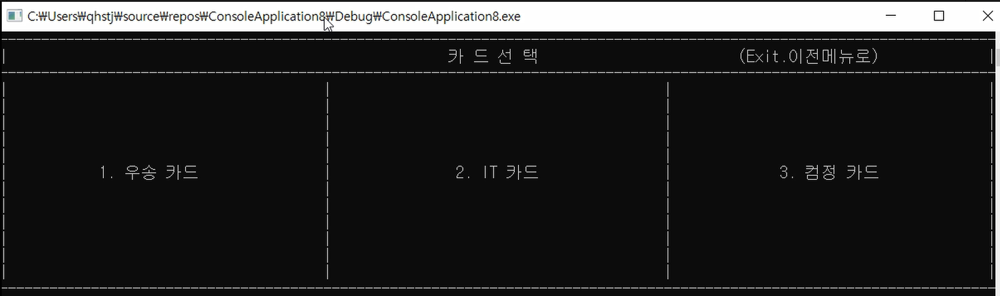 C:₩Users₩qhstj₩source₩repos₩ConsoleApplication8₩Debug₩ConsoleApplication8.exe
카 드 선 택 (Exit.이전메뉴로)
1. 우송 카드 2. IT 카드 3. 컴정 카드